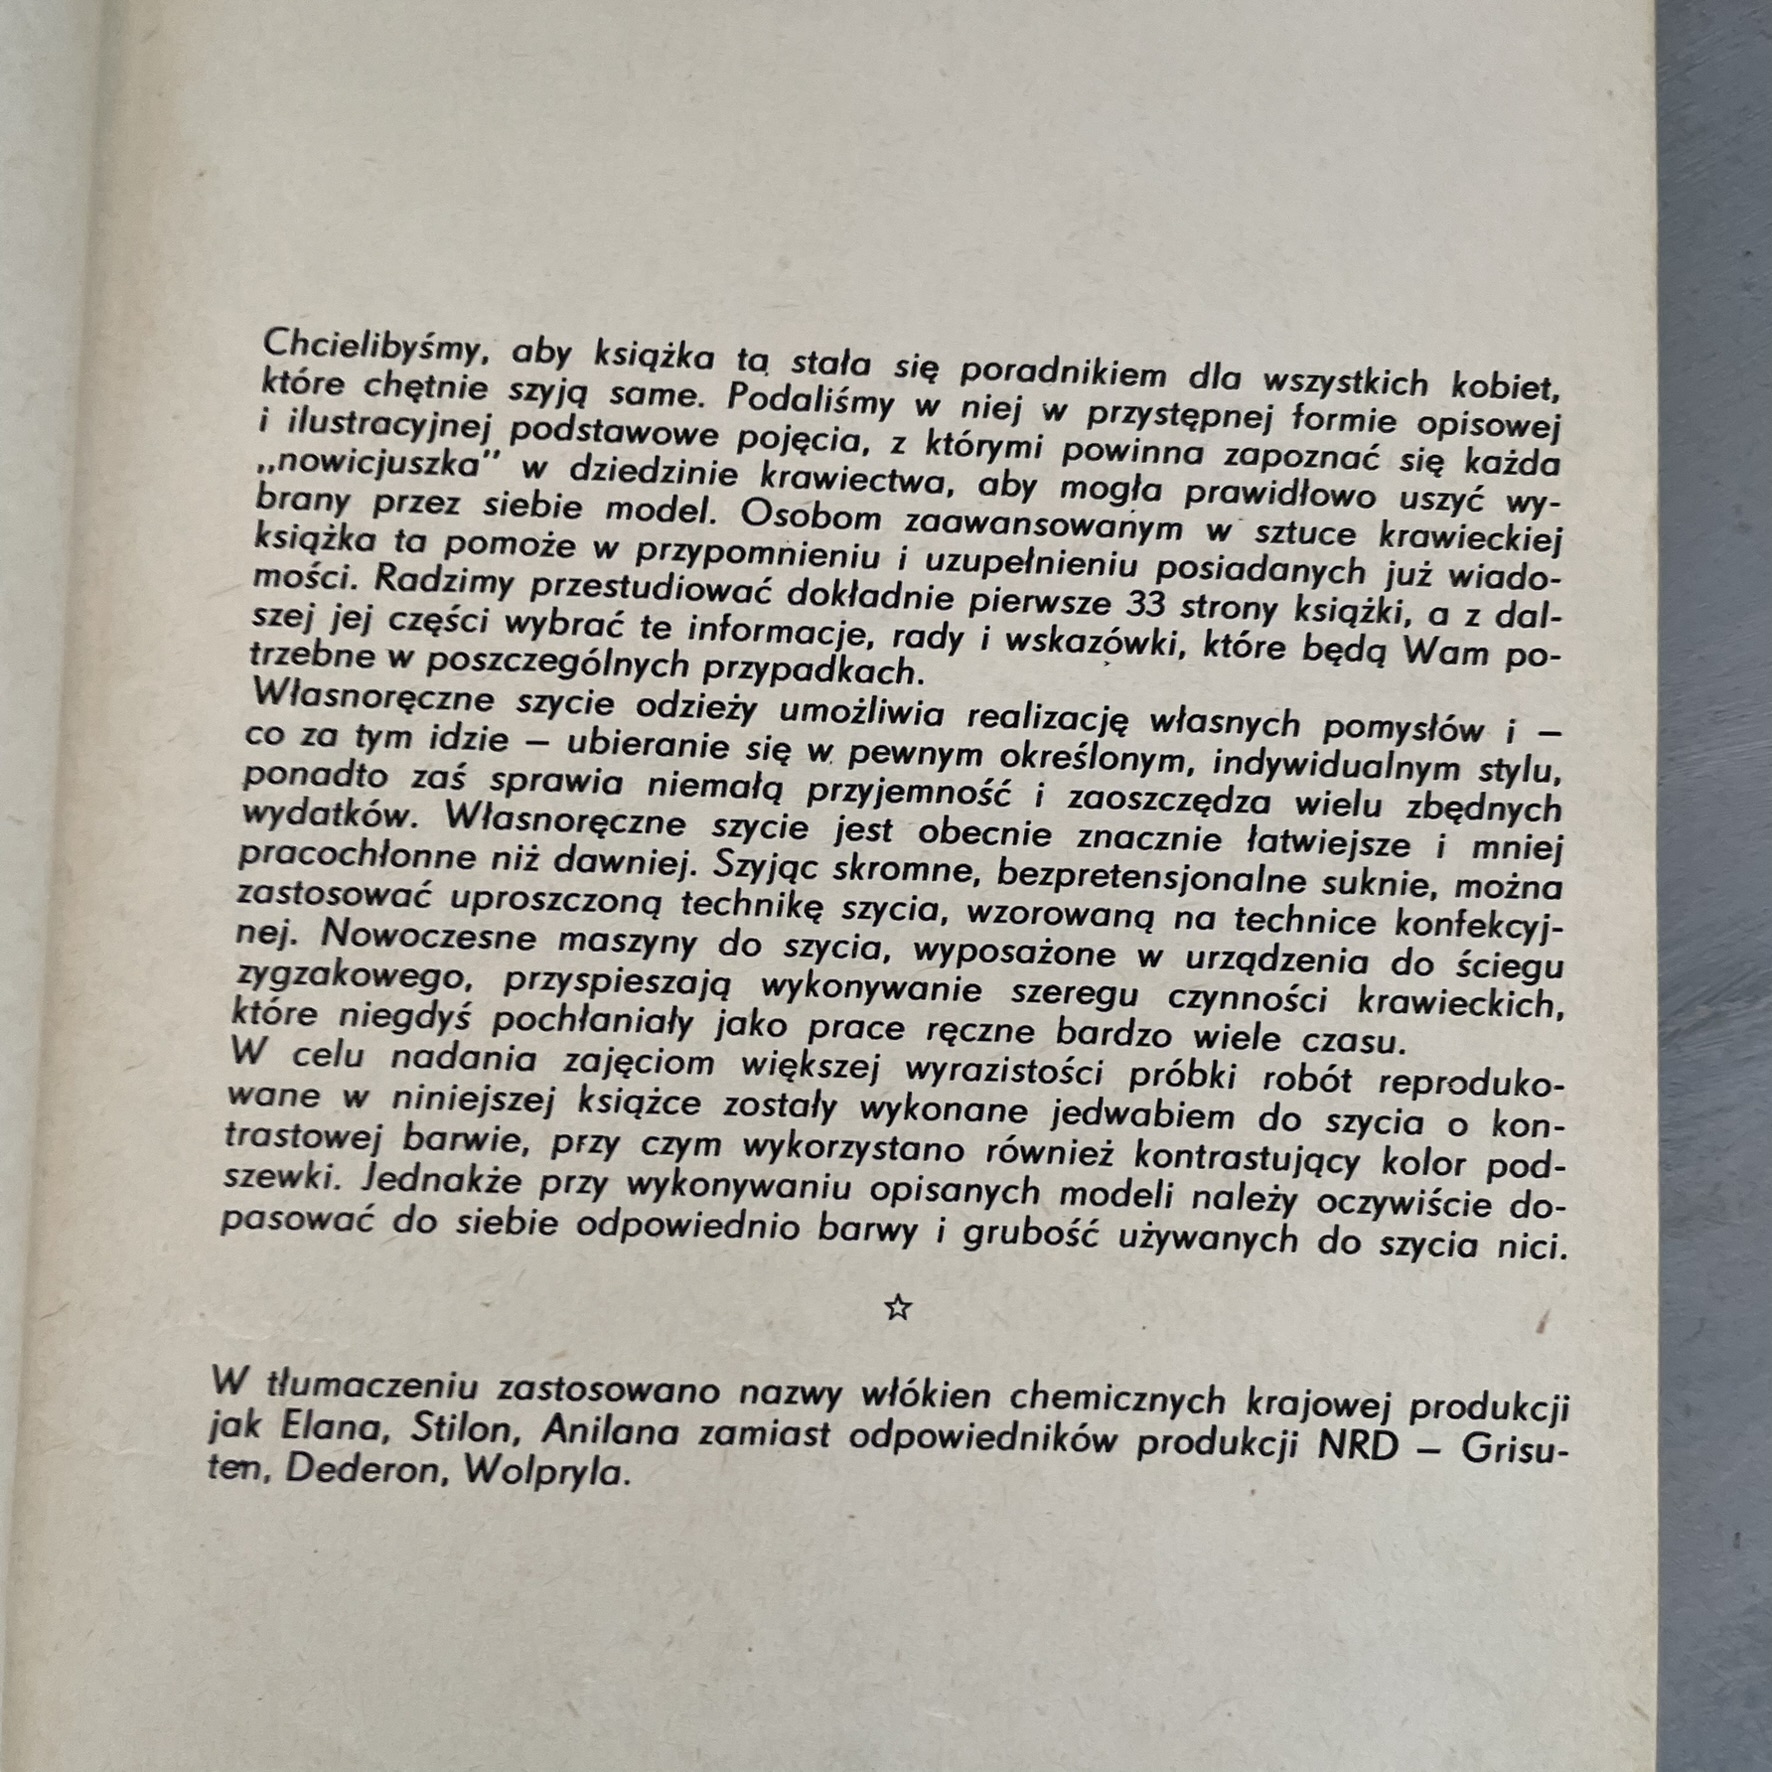 Chcielibyśmy, aby książka ta stała się poradnikiem dla wszystkich kobiet,
które chętnie szyją same. Podaliśmy w niej w przystępnej formie opisowej
i ilustracyjnej podstawowe pojęcia, z którymi powinna zapoznać się każda
„nowicjuszka” w dziedzinie krawiectwa, aby mogła prawidłowo uszyć wy-
brany przez siebie model. Osobom zaawansowanym w sztuce krawieckiej
książka ta pomoże w przypomnieniu i uzupełnieniu posiadanych już wiado-
mości. Radzimy przestudiować dokładnie pierwsze 33 strony książki, a z dal-
szej jej części wybrać te informacje, rady i wskazówki, które będą Wam po-
trzebne w poszczególnych przypadkach.
Własnoręczne szycie odzieży umożliwia realizację własnych pomysłów i –
co za tym idzie – ubieranie się w pewnym określonym, indywidualnym stylu,
ponadto zaś sprawia niemałą przyjemność i zaoszczędza wielu zbędnych
wydatków. Własnoręczne szycie jest obecnie znacznie łatwiejsze i mniej
pracochłonne niż dawniej. Szyjąc skromne, bezpretensjonalne suknie, można
zastosować uproszczoną technikę szycia, wzorowaną na technice konfekcyj-
nej. Nowoczesne maszyny do szycia, wyposażone w urządzenia do ściegu
zygzakowego, przyspieszają wykonywanie szeregu czynności krawieckich,
które niegdyś pochłaniały jako prace ręczne bardzo wiele czasu.
W celu nadania zajęciom większej wyrazistości próbki robót reproduko-
wane w niniejszej książce zostały wykonane jedwabiem do szycia o kon-
trastowej barwie, przy czym wykorzystano również kontrastujący kolor pod-
szewki. Jednakże przy wykonywaniu opisanych modeli należy oczywiście do-
pasować do siebie odpowiednio barwy i grubość używanych do szycia nici.
☆
W tłumaczeniu zastosowano nazwy włókien chemicznych krajowej produkcji
jak Elana, Stilon, Anilana zamiast odpowiedników produkcji NRD – Grisu-
ten, Dederon, Wolpryla.